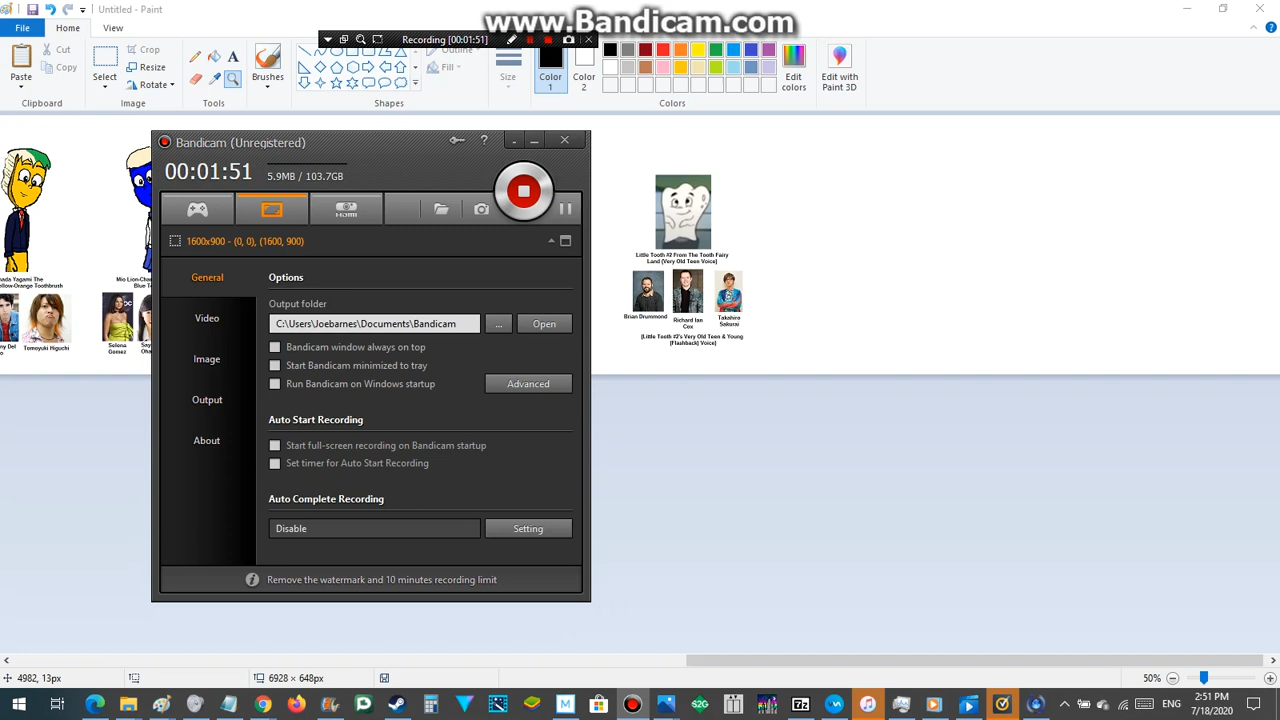 Untitled - Paint
www.Bandicam.com
File
Home
View
Recording [00:01:51]
Paste
Cut
Copy
Clipboard
Select
Crop
Resize
Rotate
Image
Tools
Brushes
Outline
Fill
Shapes
Size
Color
1
Color
2
Colors
Edit
colors
Edit with
Paint 3D
Bandicam (Unregistered)
00:01:51
5.9MB / 103.7GB
HDMI
1600x900 - (0, 0), (1600, 900)
General
Video
Image
Output
About
Options
Output folder
C:\Users\Joebarnes\Documents\Bandicam
...
Open
Bandicam window always on top
Start Bandicam minimized to tray
Run Bandicam on Windows startup
Advanced
Auto Start Recording
Start full-screen recording on Bandicam startup
Set timer for Auto Start Recording
Auto Complete Recording
Disable
Setting
Remove the watermark and 10 minutes recording limit
Yagami The
Orange Toothbrush
Mio
Blue
Tomoyuki Higuchi
Selena
Gomez
Little Tooth #2 From The Tooth Fairy
Land (Very Old Teen Voice)
Brian Drummond
Richard Ian
Cox
Takahiro
Sakurai
(Little Tooth #2's Very Old Teen & Young
(Flashback) Voice)
4982, 13px
6928 × 648px
50%
ENG
5:51 PM
7/18/2020